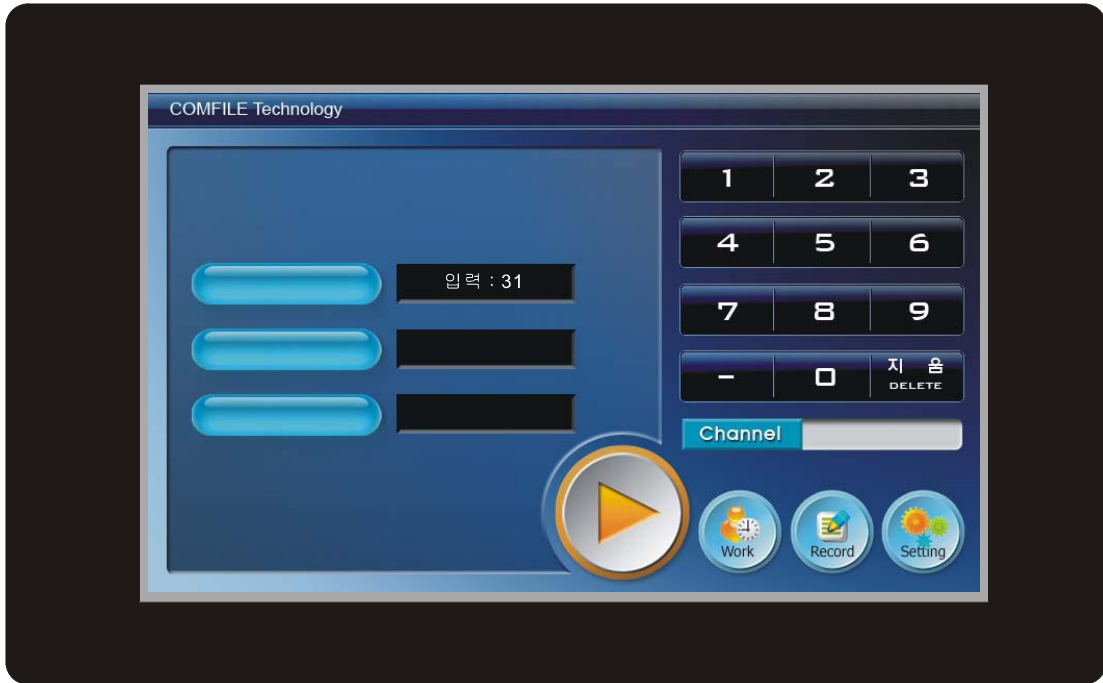 COMFILE Technology
입력 : 31
1 2 3
4 5 6
7 8 9
- 0 지 움
DELETE
Channel
Work Record Setting